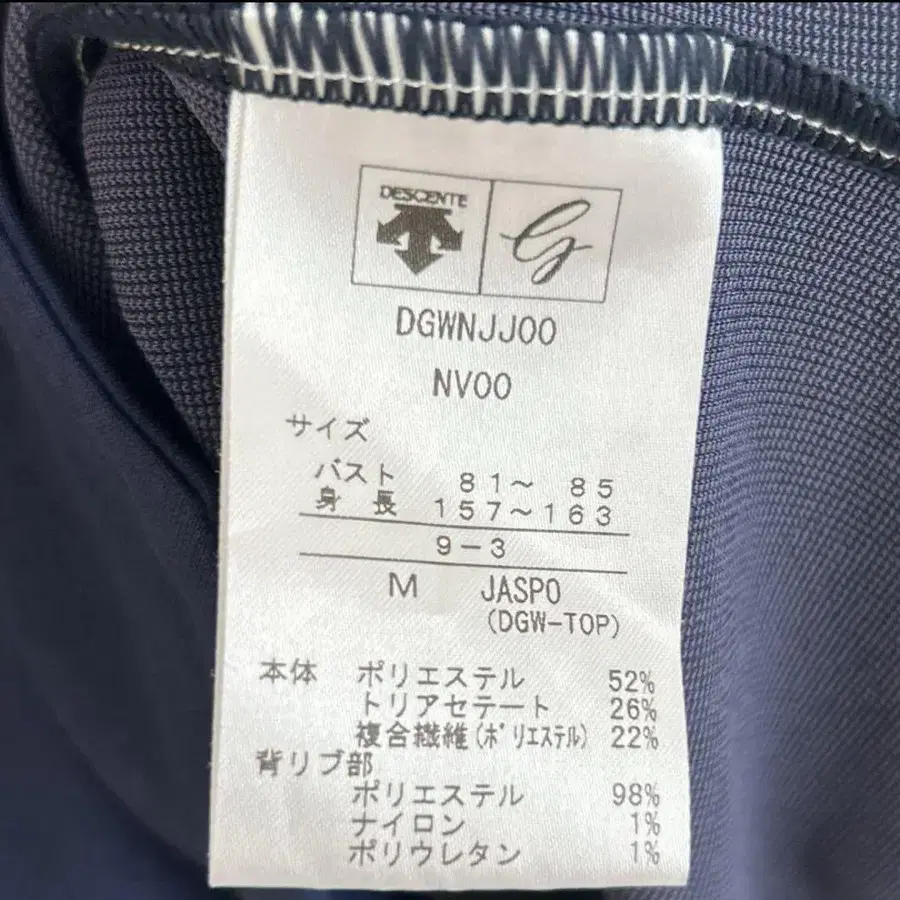 DESCENTE
G
DGWNJJ00
NV00
サイズ
バスト 81～ 85
身 長 157～163
9－3
M JASPO
(DGW-TOP)
本体 ポリエステル 52%
トリアセテート 26%
複合繊維(ポリエステル) 22%
背リブ部
ポリエステル 98%
ナイロン 1%
ポリウレタン 1%